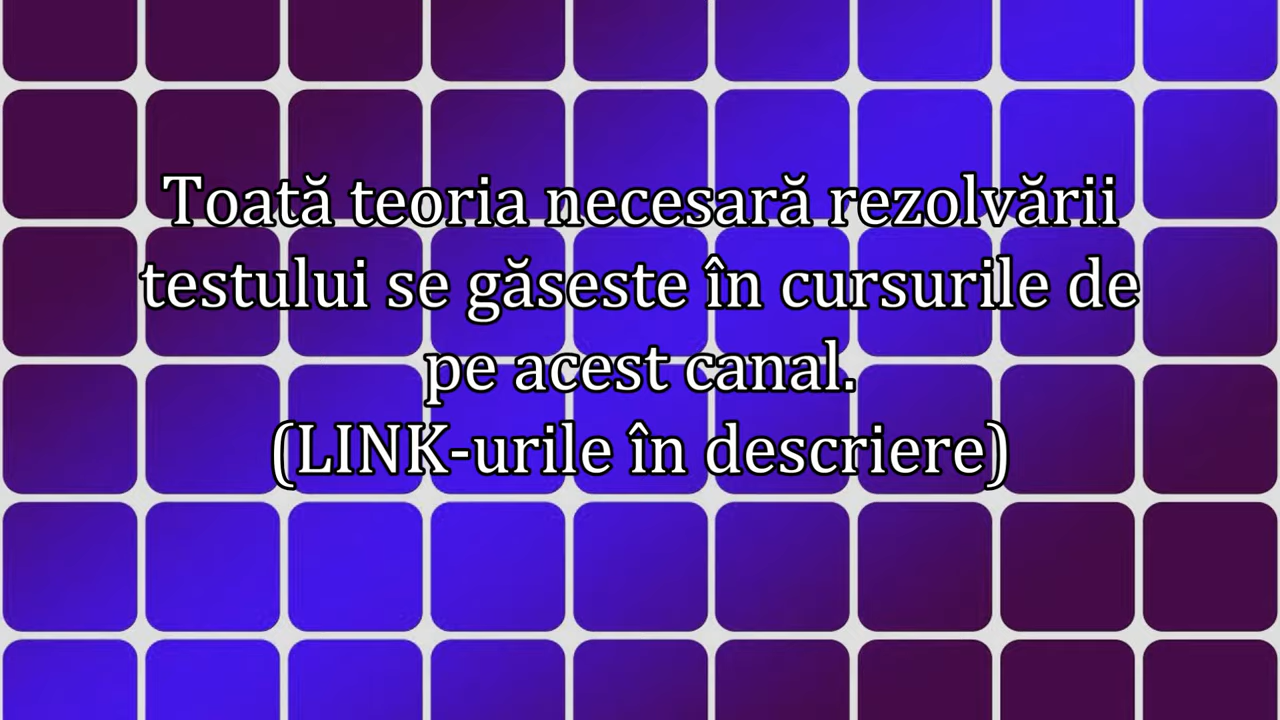 Toată teoria necesară rezolvării
testului se găseste în cursurile de
pe acest canal.
(LINK-urile în descriere)